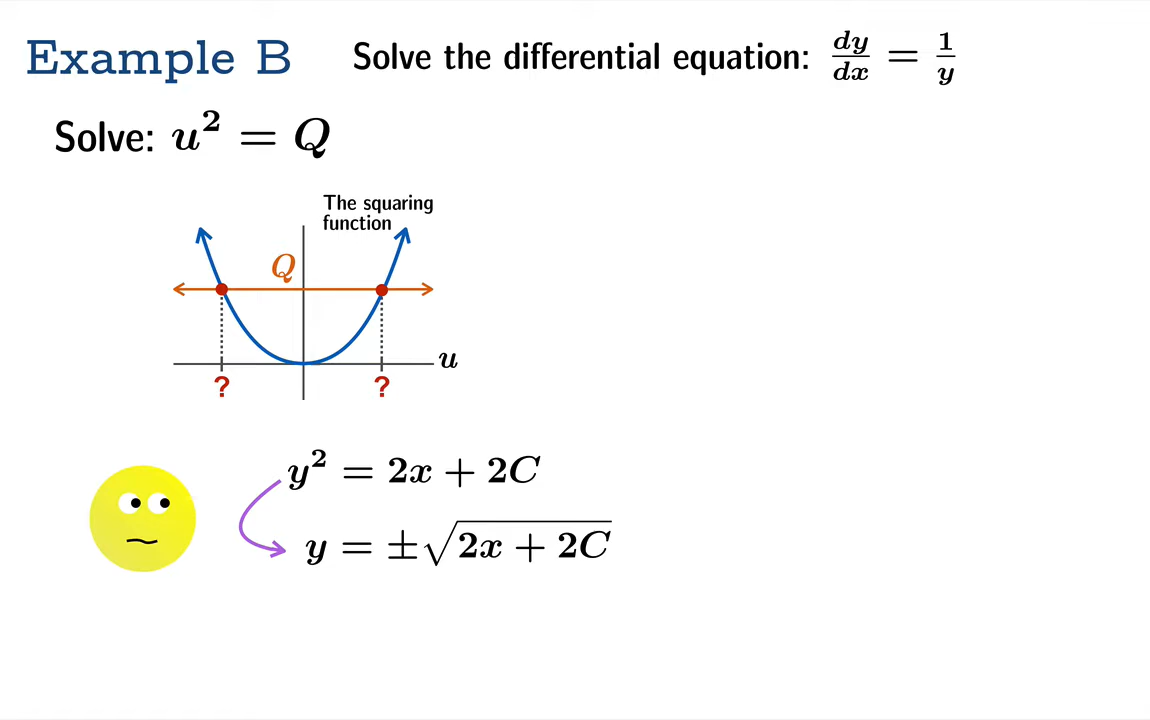 Example B
Solve the differential equation: dy/dx = 1/y
Solve: u² = Q
The squaring
function
Q
u
? ?
y² = 2x + 2C
y = ±√(2x + 2C)